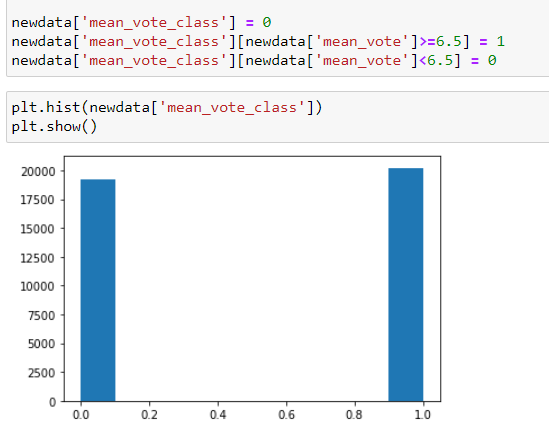 newdata['mean_vote_class'] = 0
newdata['mean_vote_class'][newdata['mean_vote']>=6.5] = 1
newdata['mean_vote_class'][newdata['mean_vote']<6.5] = 0
plt.hist(newdata['mean_vote_class'])
plt.show()
20000
17500
15000
12500
10000
7500
5000
2500
0
0.0 0.2 0.4 0.6 0.8 1.0